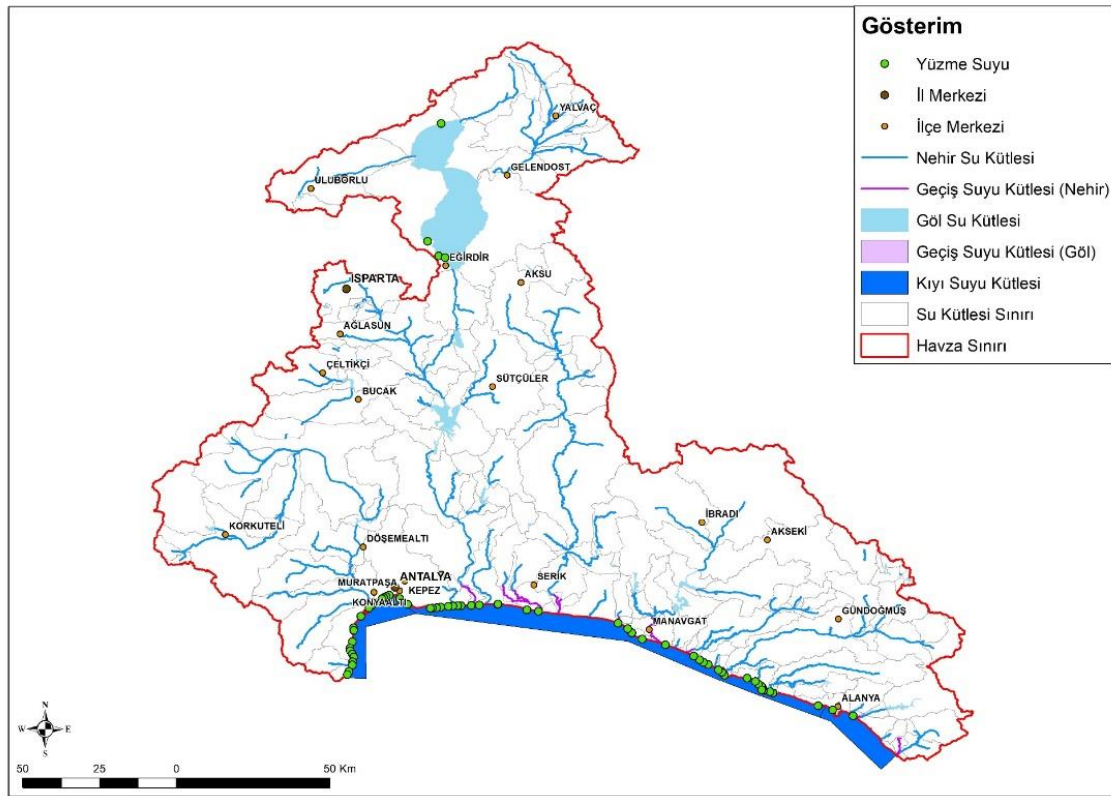 Gösterim
Yüzme Suyu
İl Merkezi
İlçe Merkezi
Nehir Su Kütlesi
Geçiş Suyu Kütlesi (Nehir)
Göl Su Kütlesi
Geçiş Suyu Kütlesi (Göl)
Kıyı Suyu Kütlesi
Su Kütlesi Sınırı
Havza Sınırı
YALVAÇ
GELENDOST
ULUBORLU
EĞİRDİR
ISPARTA
AKSU
AĞLASUN
ÇELTİKÇİ
BUCAK
SÜTÇÜLER
KORKUTELİ
DÖŞEMEALTI
İBRADI
AKSEKİ
MURATPAŞA
ANTALYA
KEPEZ
SERİK
KONYAALTI
GÜNDOĞMUŞ
MANAVGAT
ALANYA
N
W E
S
50 25 0 50 Km